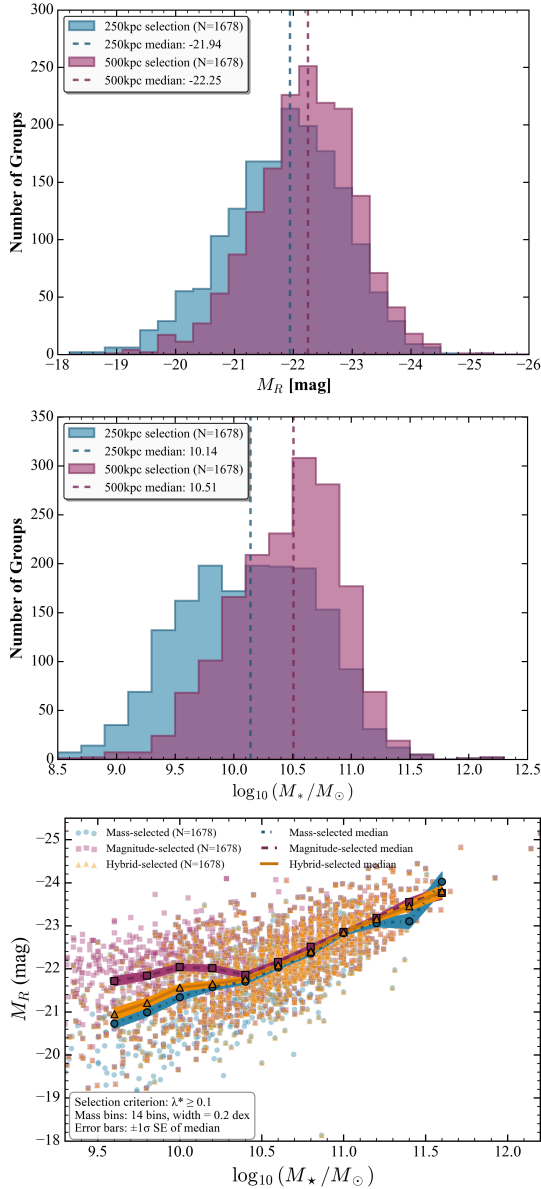 300
250
200
150
100
50
0
Number of Groups
250kpc selection (N=1678)
250kpc median: -21.94
500kpc selection (N=1678)
500kpc median: -22.25
−18 −19 −20 −21 −22 −23 −24 −25 −26
M_R [mag]
350
300
250
200
150
100
50
0
Number of Groups
250kpc selection (N=1678)
250kpc median: 10.14
500kpc selection (N=1678)
500kpc median: 10.51
8.5 9.0 9.5 10.0 10.5 11.0 11.5 12.0 12.5
log₁₀ (M_*/M_⊙)
−25
−24
−23
−22
−21
−20
−19
−18
M_R (mag)
Mass-selected (N=1678)
Magnitude-selected (N=1678)
Hybrid-selected (N=1678)
Mass-selected median
Magnitude-selected median
Hybrid-selected median
Selection criterion: λ* ≥ 0.1
Mass bins: 14 bins, width = 0.2 dex
Error bars: ±1σ SE of median
9.5 10.0 10.5 11.0 11.5 12.0
log₁₀ (M_★/M_⊙)